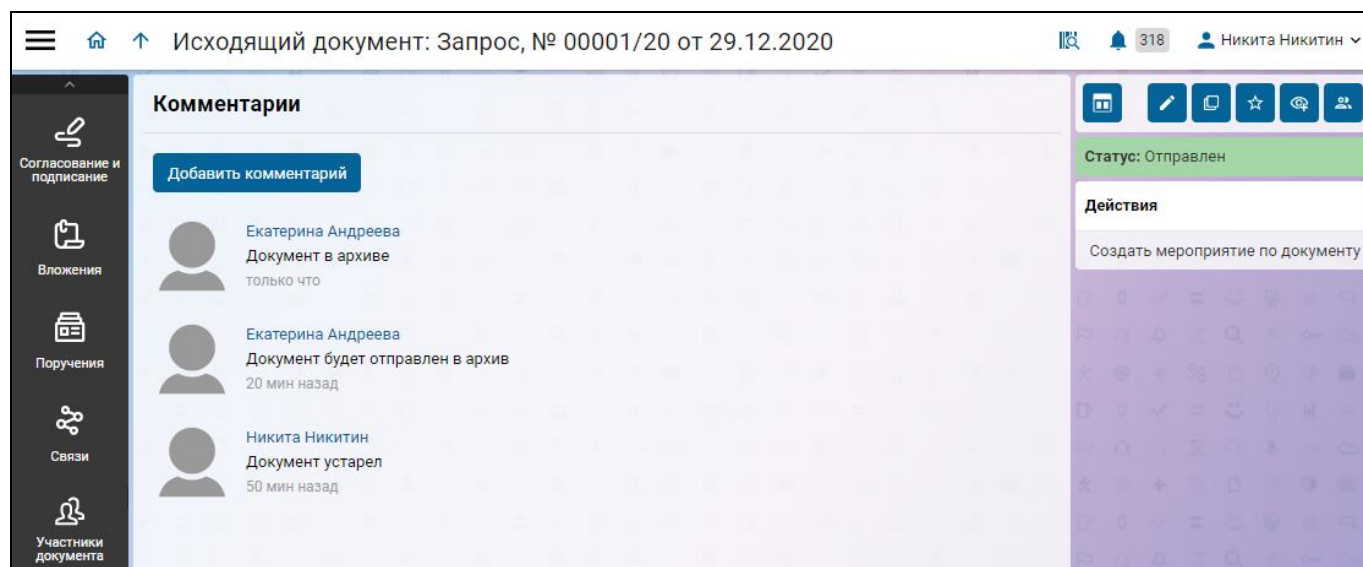 Исходящий документ: Запрос, № 00001/20 от 29.12.2020
318
Никита Никитин
Согласование и
подписание
Вложения
Поручения
Связи
Участники
документа
Комментарии
Добавить комментарий
Екатерина Андреева
Документ в архиве
только что
Екатерина Андреева
Документ будет отправлен в архив
20 мин назад
Никита Никитин
Документ устарел
50 мин назад
Статус: Отправлен
Действия
Создать мероприятие по документу